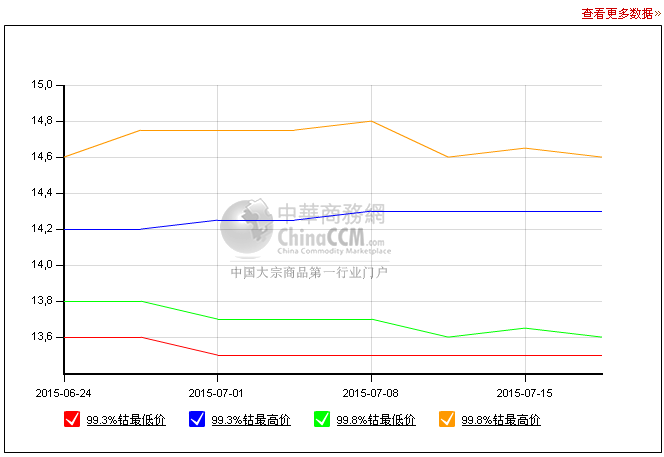 查看更多数据»
15,0
14,8
14,6
14,4
14,2
14,0
13,8
13,6
中華商務網
ChinaCCM.com
China Commodity Marketplace
中国大宗商品第一行业门户
2015-06-24 2015-07-01 2015-07-08 2015-07-15
99.3%钴最低价 99.3%钴最高价 99.8%钴最低价 99.8%钴最高价